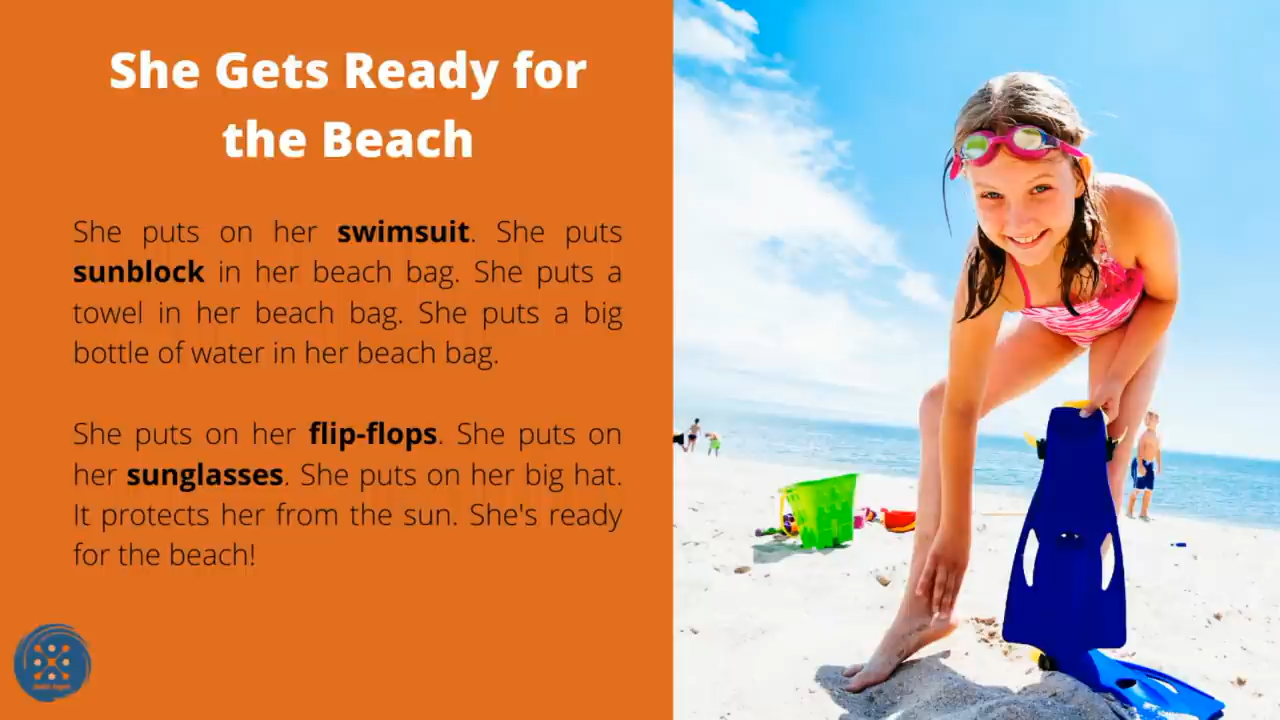 She Gets Ready for
the Beach
She puts on her swimsuit. She puts
sunblock in her beach bag. She puts a
towel in her beach bag. She puts a big
bottle of water in her beach bag.
She puts on her flip-flops. She puts on
her sunglasses. She puts on her big hat.
It protects her from the sun. She's ready
for the beach!